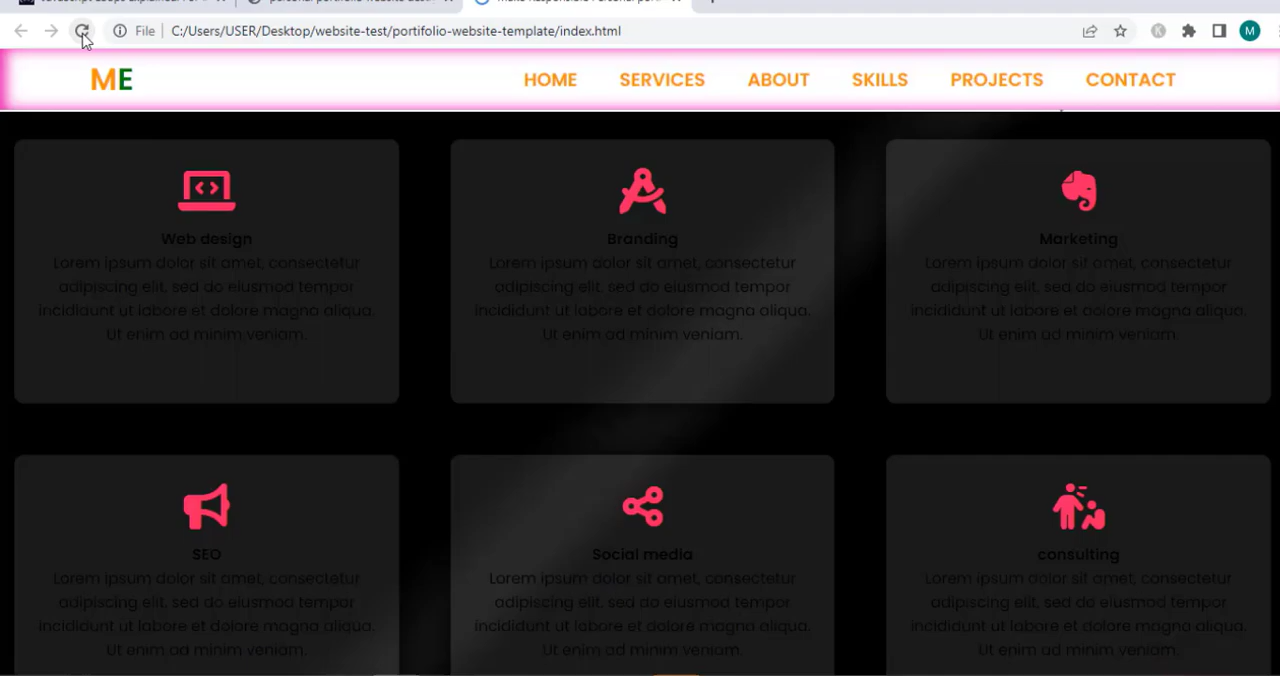 File
C:/Users/USER/Desktop/website-test/portifolio-website-template/index.html
M
ME
HOME
SERVICES
ABOUT
SKILLS
PROJECTS
CONTACT
Web design
Lorem ipsum dolor sit amet, consectetur
adipiscing elit, sed do eiusmod tempor
incididunt ut labore et dolore magna aliqua.
Ut enim ad minim veniam.
Branding
Lorem ipsum dolor sit amet, consectetur
adipiscing elit, sed do eiusmod tempor
incididunt ut labore et dolore magna aliqua.
Ut enim ad minim veniam.
Marketing
Lorem ipsum dolor sit amet, consectetur
adipiscing elit, sed do eiusmod tempor
incididunt ut labore et dolore magna aliqua.
Ut enim ad minim veniam.
SEO
Lorem ipsum dolor sit amet, consectetur
adipiscing elit, sed do eiusmod tempor
incididunt ut labore et dolore magna aliqua.
Ut enim ad minim veniam.
Social media
Lorem ipsum dolor sit amet, consectetur
adipiscing elit, sed do eiusmod tempor
incididunt ut labore et dolore magna aliqua.
Ut enim ad minim veniam.
consulting
Lorem ipsum dolor sit amet, consectetur
adipiscing elit, sed do eiusmod tempor
incididunt ut labore et dolore magna aliqua.
Ut enim ad minim veniam.